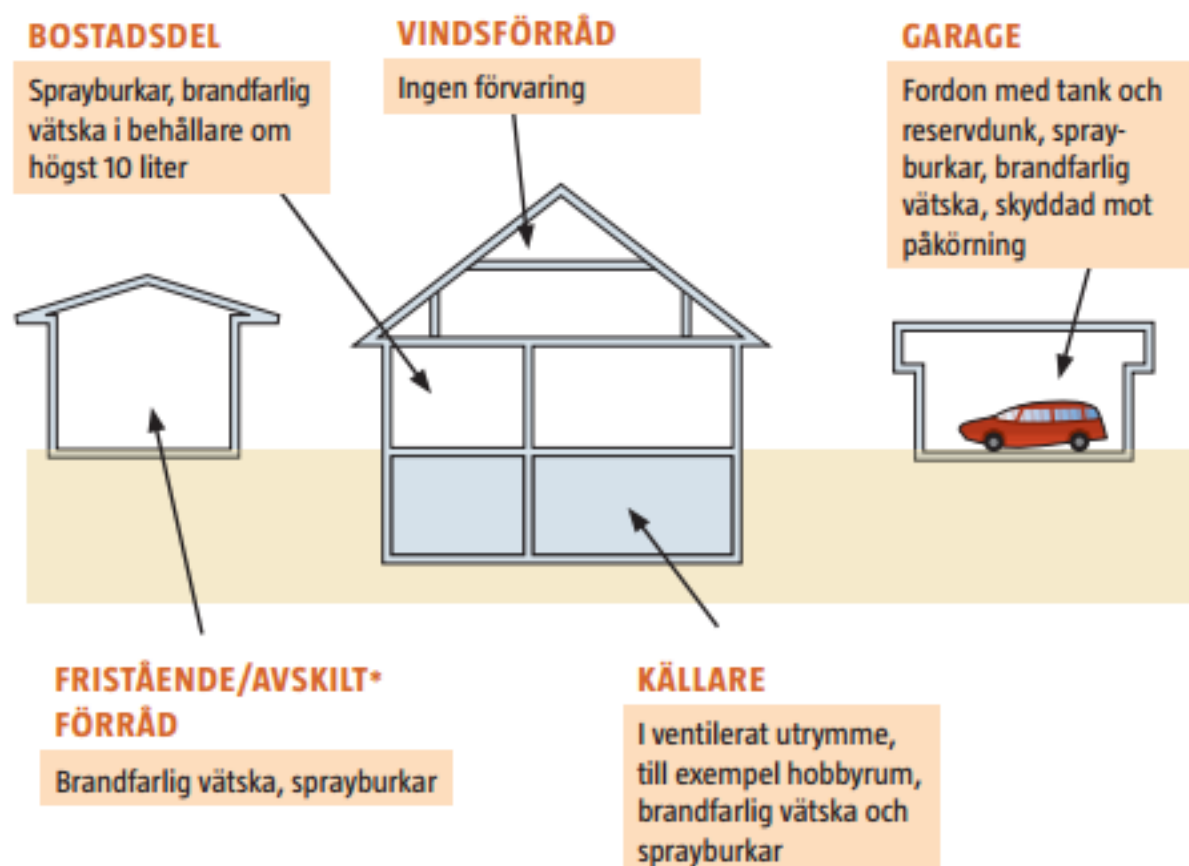 BOSTADSDEL
Sprayburkar, brandfarlig
vätska i behållare om
högst 10 liter
VINDSFÖRRÅD
Ingen förvaring
GARAGE
Fordon med tank och
reservdunk, spray-
burkar, brandfarlig
vätska, skyddad mot
påkörning
FRISTÅENDE/AVSKILT*
FÖRRÅD
Brandfarlig vätska, sprayburkar
KÄLLARE
I ventilerat utrymme,
till exempel hobbyrum,
brandfarlig vätska och
sprayburkar